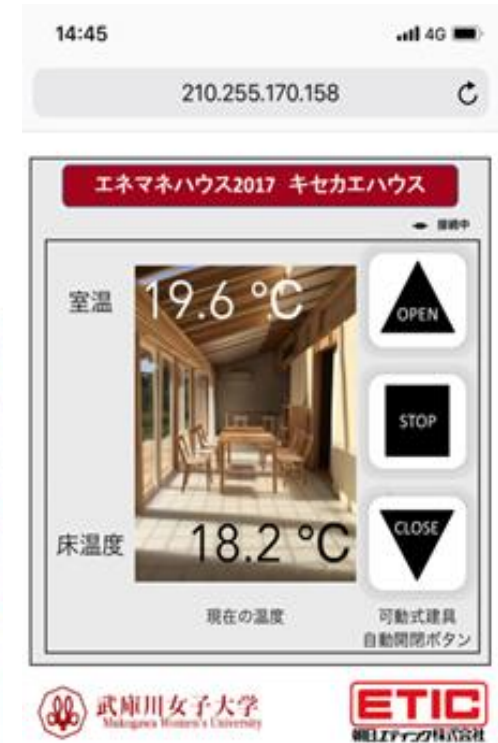 14:45
4G
210.255.170.158
エネマネハウス2017 キセカエハウス
接続中
室温
19.6 ℃
OPEN
STOP
床温度
18.2 ℃
CLOSE
現在の温度
可動式建具
自動開閉ボタン
武庫川女子大学
Mukogawa Women's University
ETIC
朝日エティック株式会社